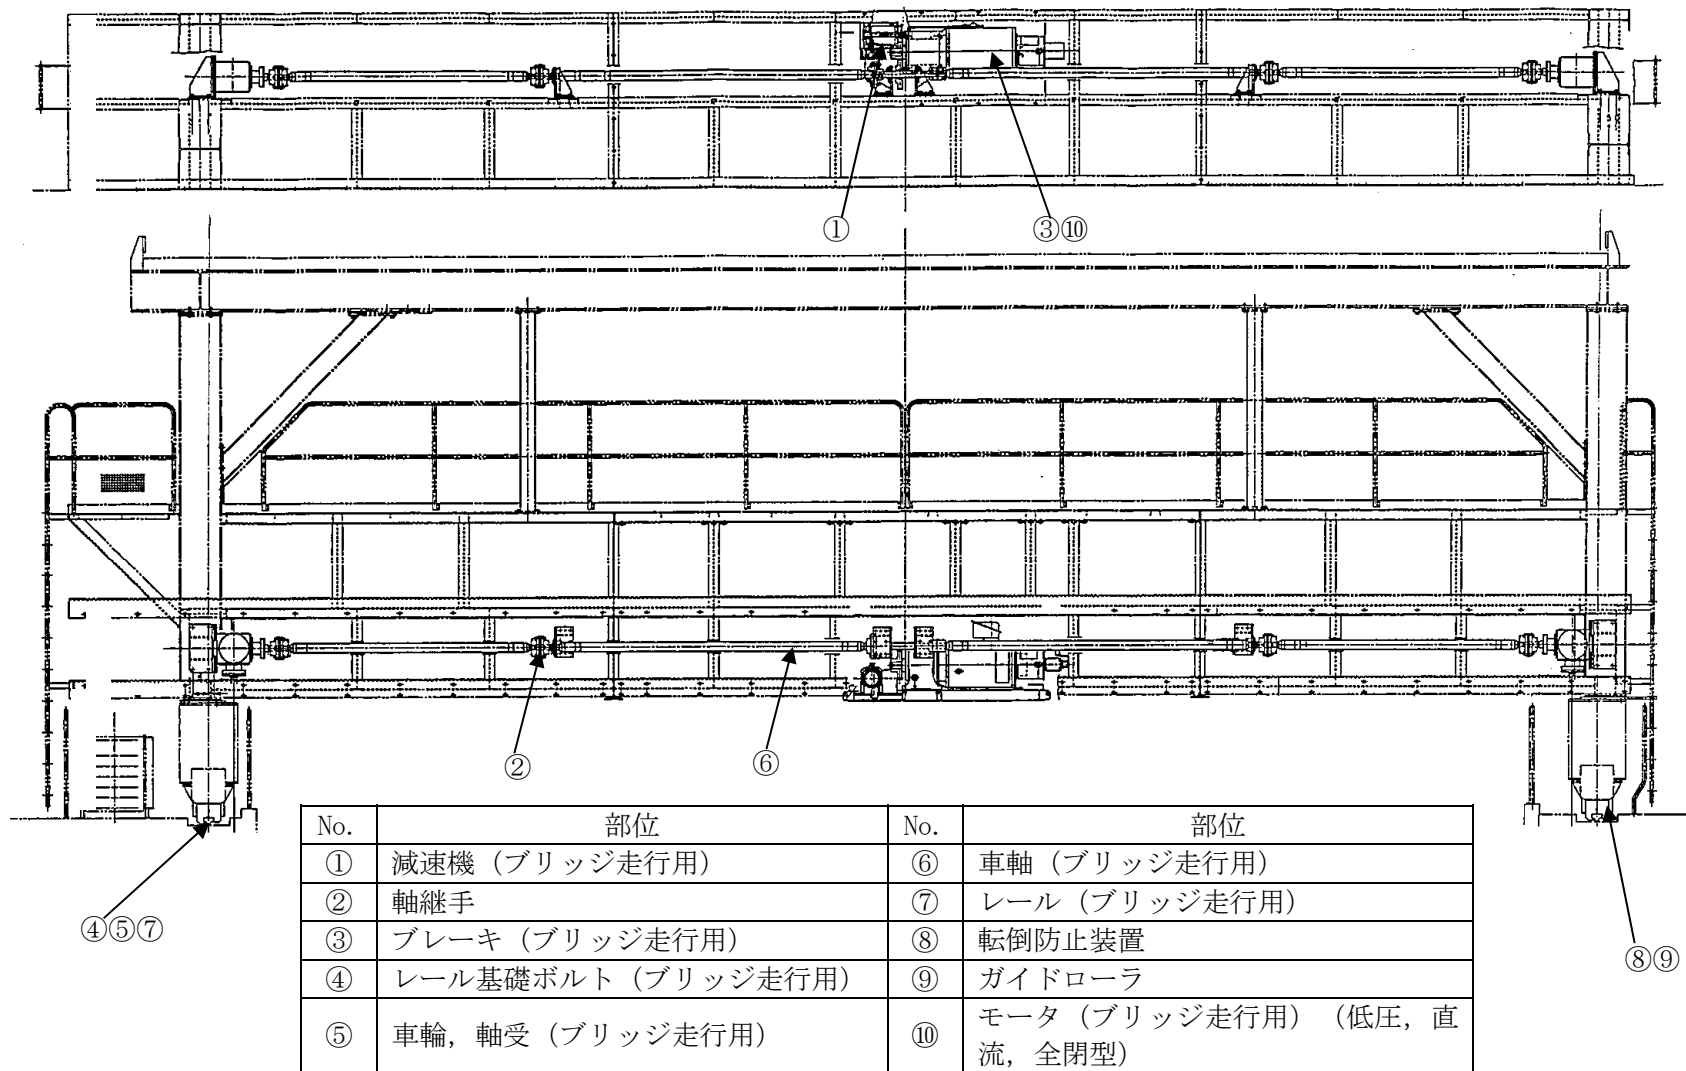 ①
③⑩
②
⑥
④⑤⑦
⑧⑨
No. 部位 No. 部位
① 減速機（ブリッジ走行用） ⑥ 車軸（ブリッジ走行用）
② 軸継手 ⑦ レール（ブリッジ走行用）
③ ブレーキ（ブリッジ走行用） ⑧ 転倒防止装置
④ レール基礎ボルト（ブリッジ走行用） ⑨ ガイドローラ
⑤ 車輪，軸受（ブリッジ走行用） ⑩ モータ（ブリッジ走行用）（低圧，直
流，全閉型）